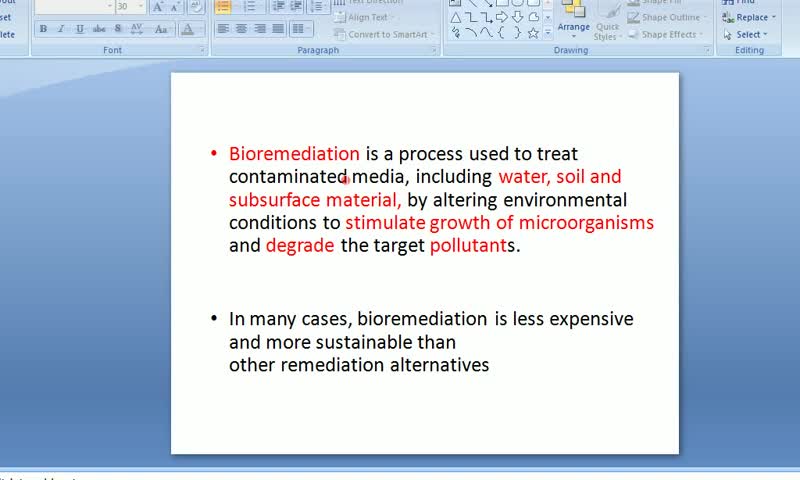 30
Font
Align Text
Convert to SmartArt
Paragraph
Arrange
Quick
Styles
Shape Outline
Shape Effects
Drawing
Replace
Select
Editing
• Bioremediation is a process used to treat
contaminated media, including water, soil and
subsurface material, by altering environmental
conditions to stimulate growth of microorganisms
and degrade the target pollutants.
• In many cases, bioremediation is less expensive
and more sustainable than
other remediation alternatives